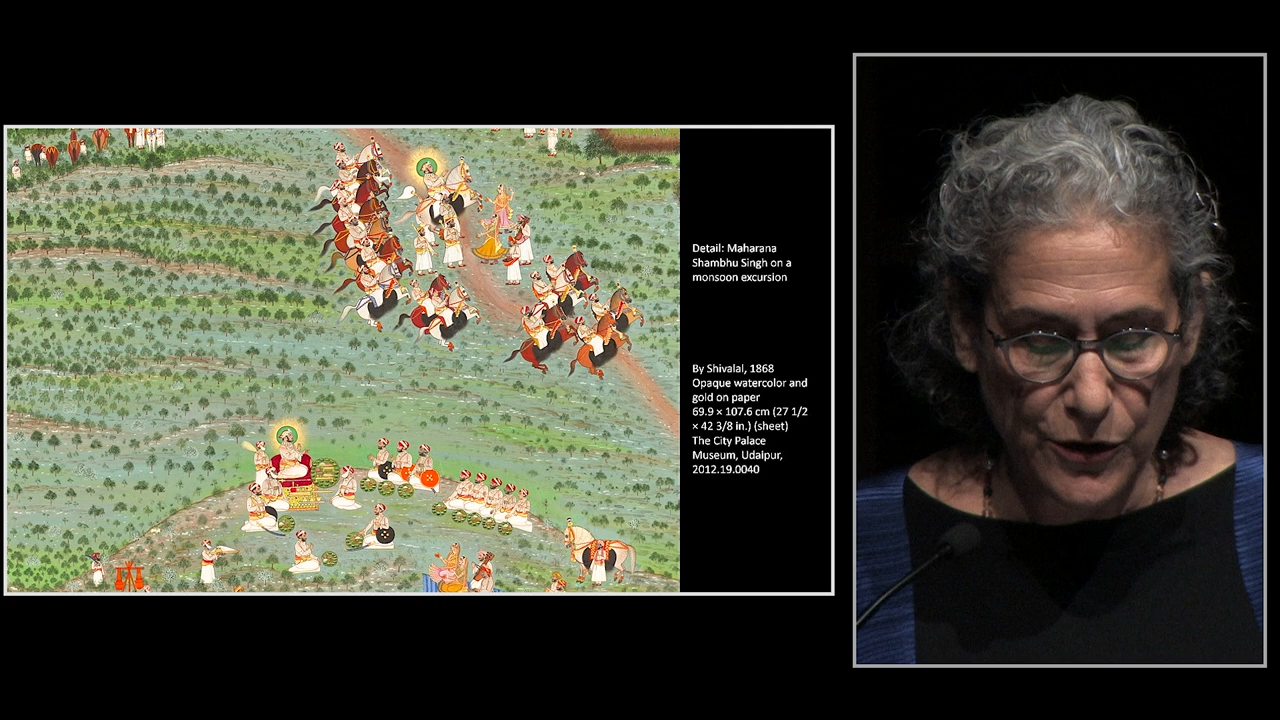 Detail: Maharana
Shambhu Singh on a
monsoon excursion
By Shivalal, 1868
Opaque watercolor and
gold on paper
69.9 × 107.6 cm (27 1/2
× 42 3/8 in.) (sheet)
The City Palace
Museum, Udaipur,
2012.19.0040